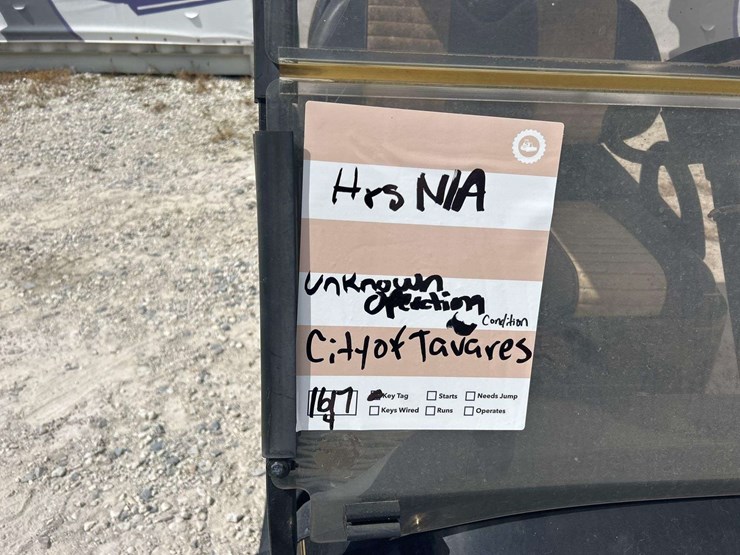 Hrs N/A
Unknown
Operation
Condition
City of Tavares
Key Tag Starts Needs Jump
Keys Wired Runs Operates